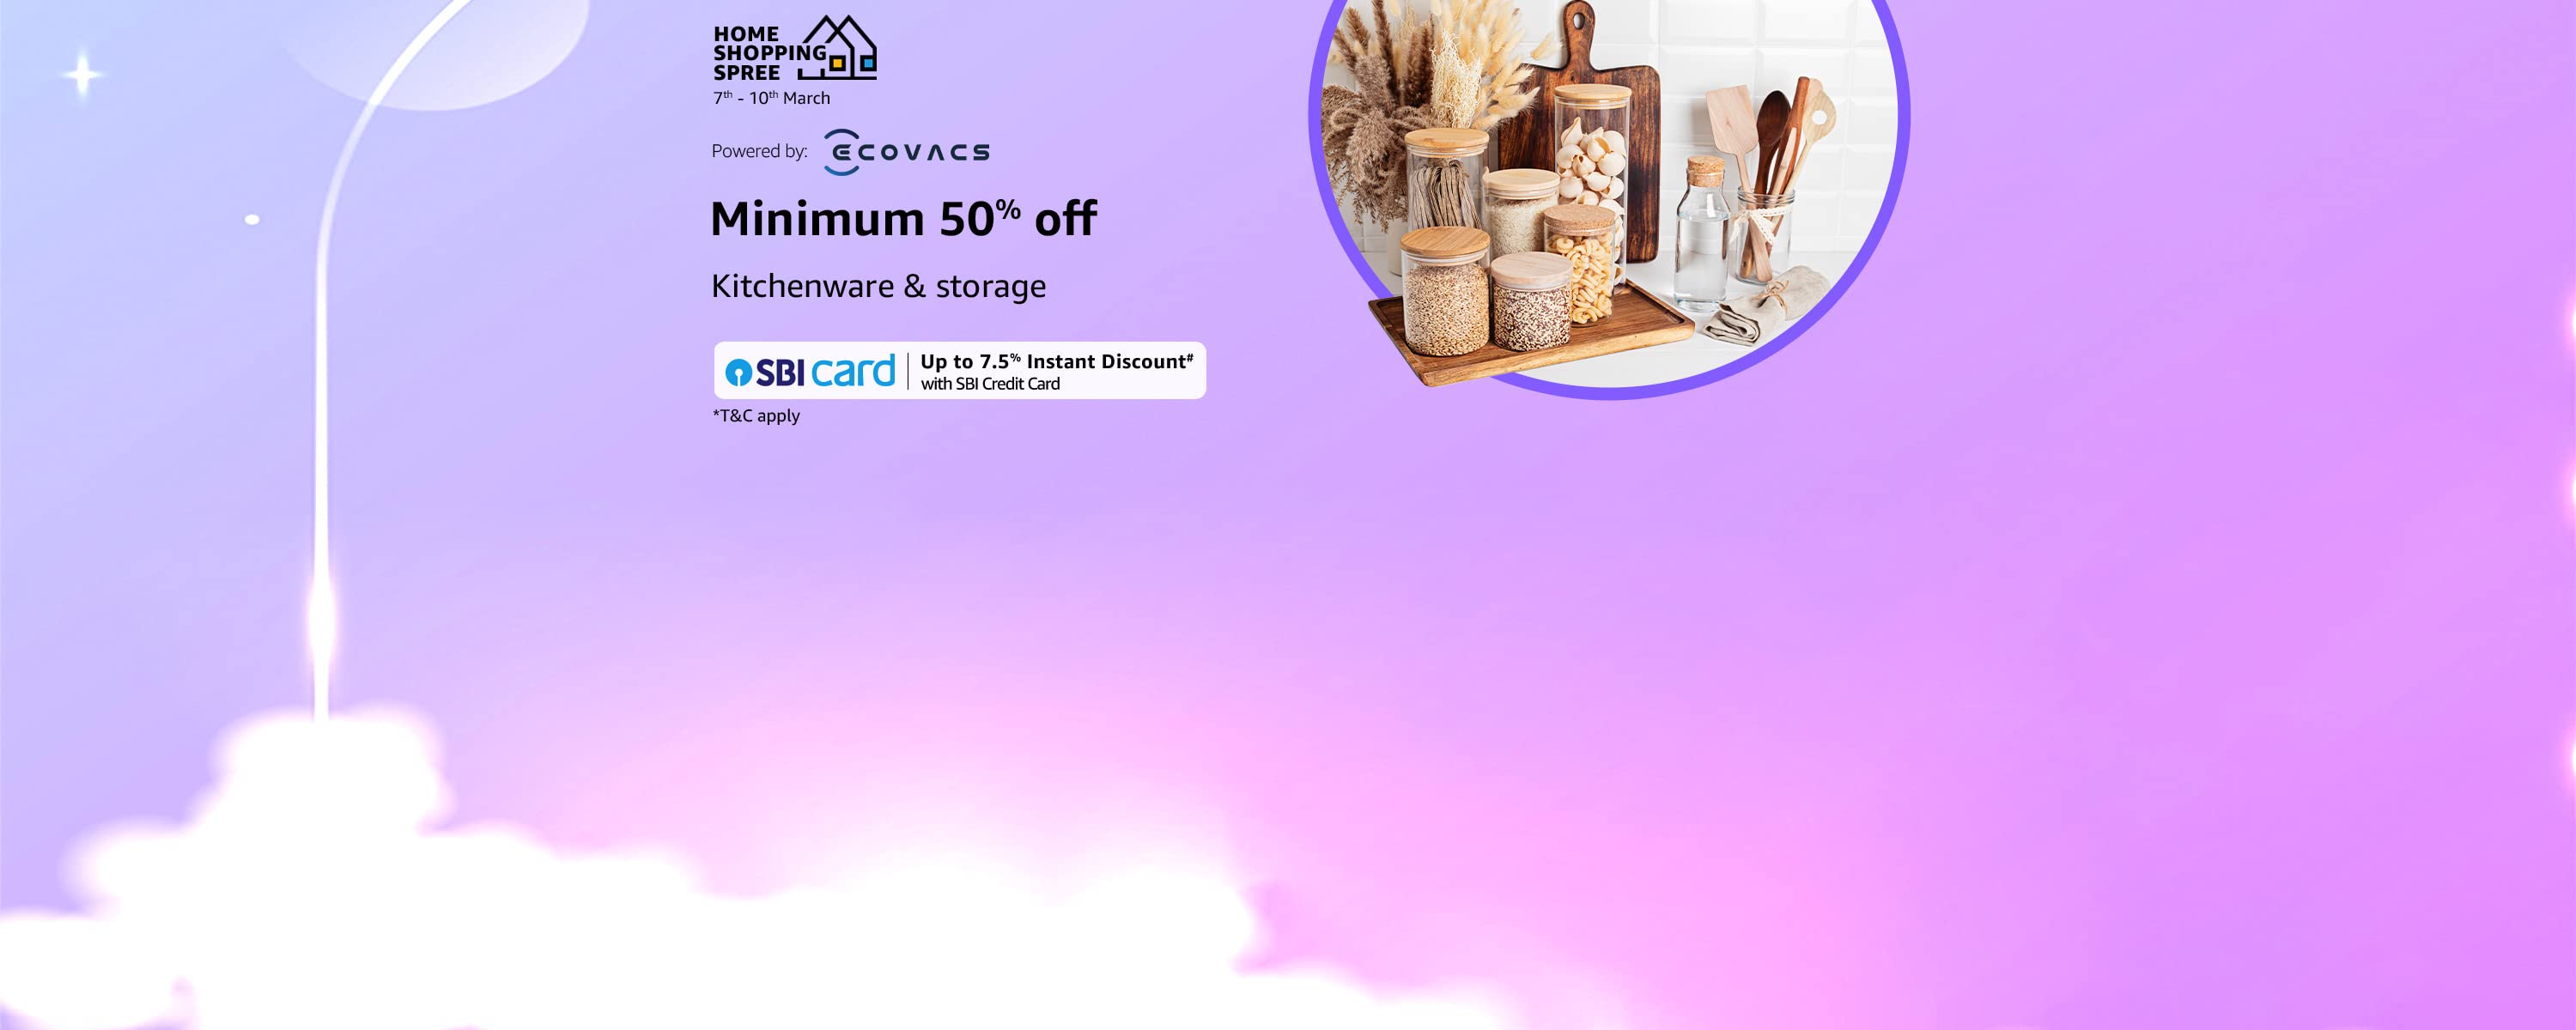 HOME
SHOPPING
SPREE
7th - 10th March
Powered by: ECOVACS
Minimum 50% off
Kitchenware & storage
SBI card | Up to 7.5% Instant Discount#
with SBI Credit Card
*T&C apply